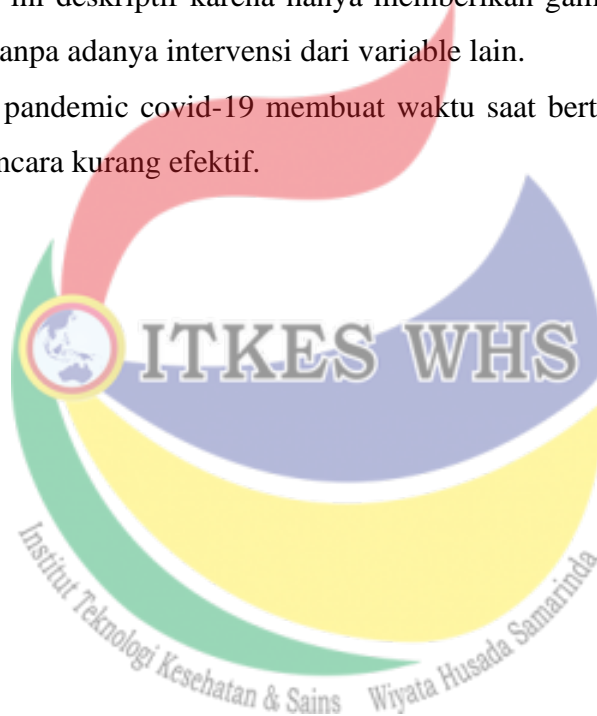 ini deskriptif karena hanya memberikan gam
anpa adanya intervensi dari variable lain.
pandemic covid-19 membuat waktu saat bert
ncara kurang efektif.
ITKES WHS
Institut Teknologi Kesehatan & Sains Wiyata Husada Samarinda